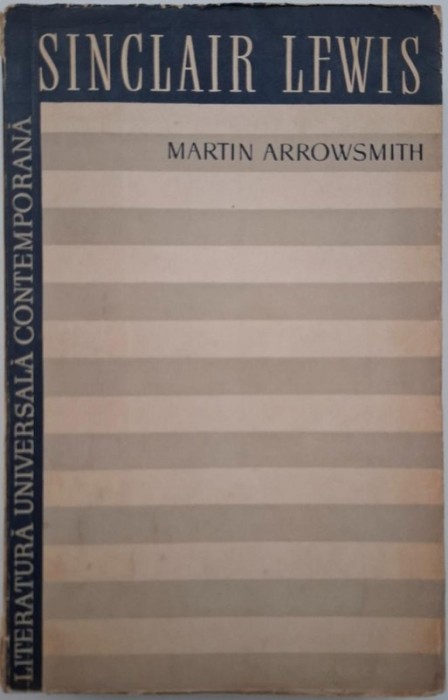 SINCLAIR LEWIS
MARTIN ARROWSMITH
LITERATURĂ UNIVERSALĂ CONTEMPORANĂ